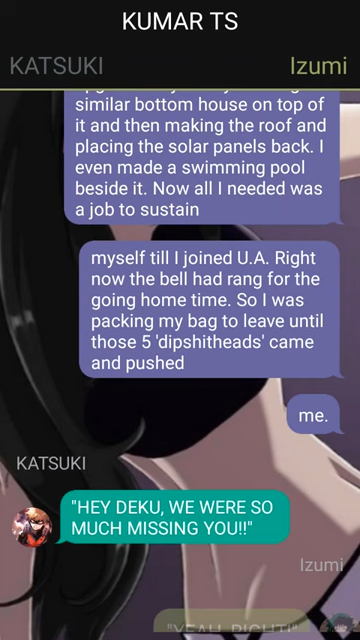 KUMAR TS
KATSUKI
Izumi
similar bottom house on top of
it and then making the roof and
placing the solar panels back. I
even made a swimming pool
beside it. Now all I needed was
a job to sustain
myself till I joined U.A. Right
now the bell had rang for the
going home time. So I was
packing my bag to leave until
those 5 'dipshitheads' came
and pushed
me.
KATSUKI
"HEY DEKU, WE WERE SO
MUCH MISSING YOU!!"
Izumi
"YEAH, RIGHT!"